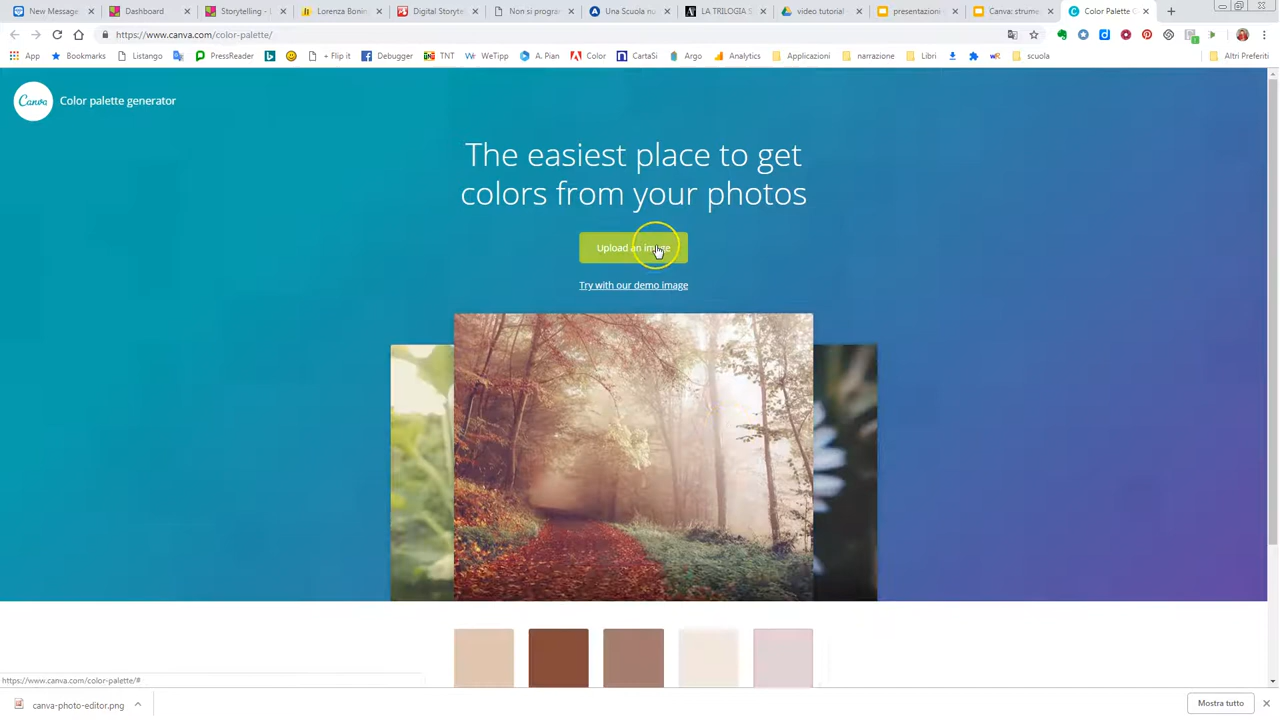 New Message
Dashboard
Storytelling - L
Lorenza Bonin
Digital Storyte
Non si progra
Una Scuola nu
LA TRILOGIA S
video tutorial
presentazioni
Canva: strume
Color Palette
https://www.canva.com/color-palette/
App
Bookmarks
Listango
PressReader
+ Flip it
Debugger
TNT
WeTipp
A. Pian
Color
CartaSi
Argo
Analytics
Applicazioni
narrazione
Libri
scuola
Altri Preferiti
Canva
Color palette generator
The easiest place to get
colors from your photos
Upload an image
Try with our demo image
https://www.canva.com/color-palette/#
canva-photo-editor.png
Mostra tutto